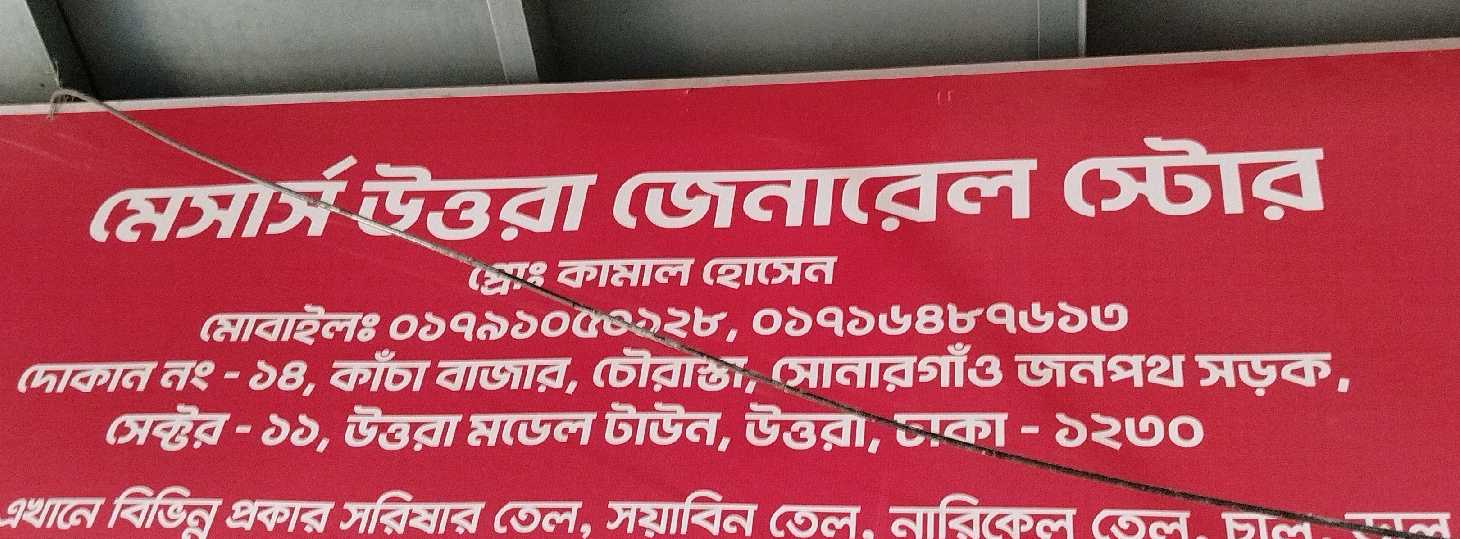 মেসার্স উত্তরা জেনারেল স্টোর
প্রোঃ কামাল হোসেন
মোবাইলঃ ০১৭১৬৪৮৭৬১৩
দোকান নং - ১৪, কাঁচা বাজার, চৌরাস্তা, সোনারগাঁও জনপথ সড়ক,
সেক্টর - ১১, উত্তরা মডেল টাউন, উত্তরা, ঢাকা - ১২৩০
এখানে বিভিন্ন প্রকার সরিষার তেল, সয়াবিন তেল, নারিকেল তেল, চাল, ডাল